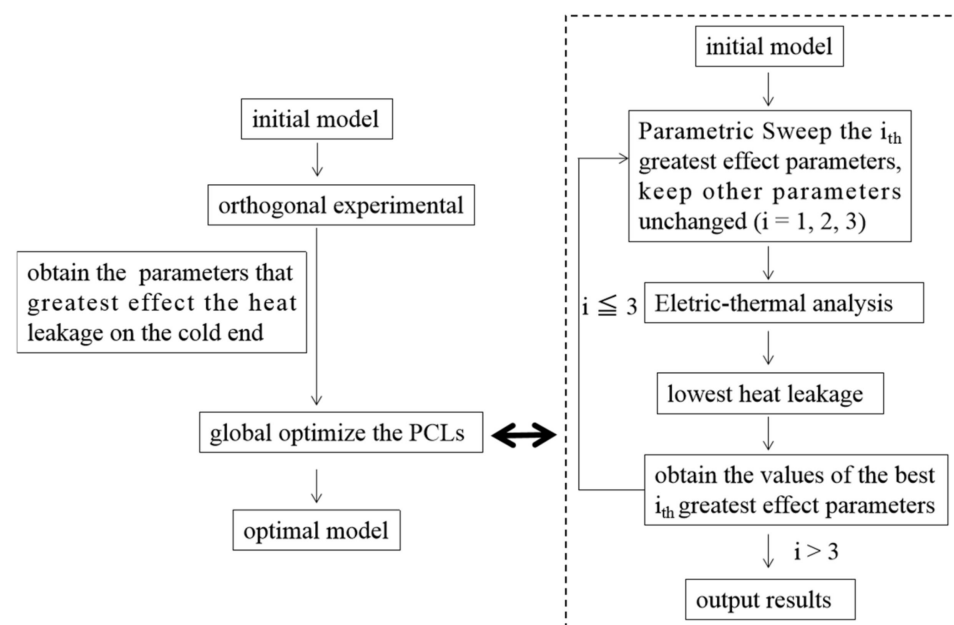 initial model
orthogonal experimental
obtain the parameters that
greatest effect the heat
leakage on the cold end
global optimize the PCLs
optimal model
initial model
Parametric Sweep the ith
greatest effect parameters,
keep other parameters
unchanged (i = 1, 2, 3)
i ≦ 3
Eletric-thermal analysis
lowest heat leakage
obtain the values of the best
ith greatest effect parameters
i > 3
output results